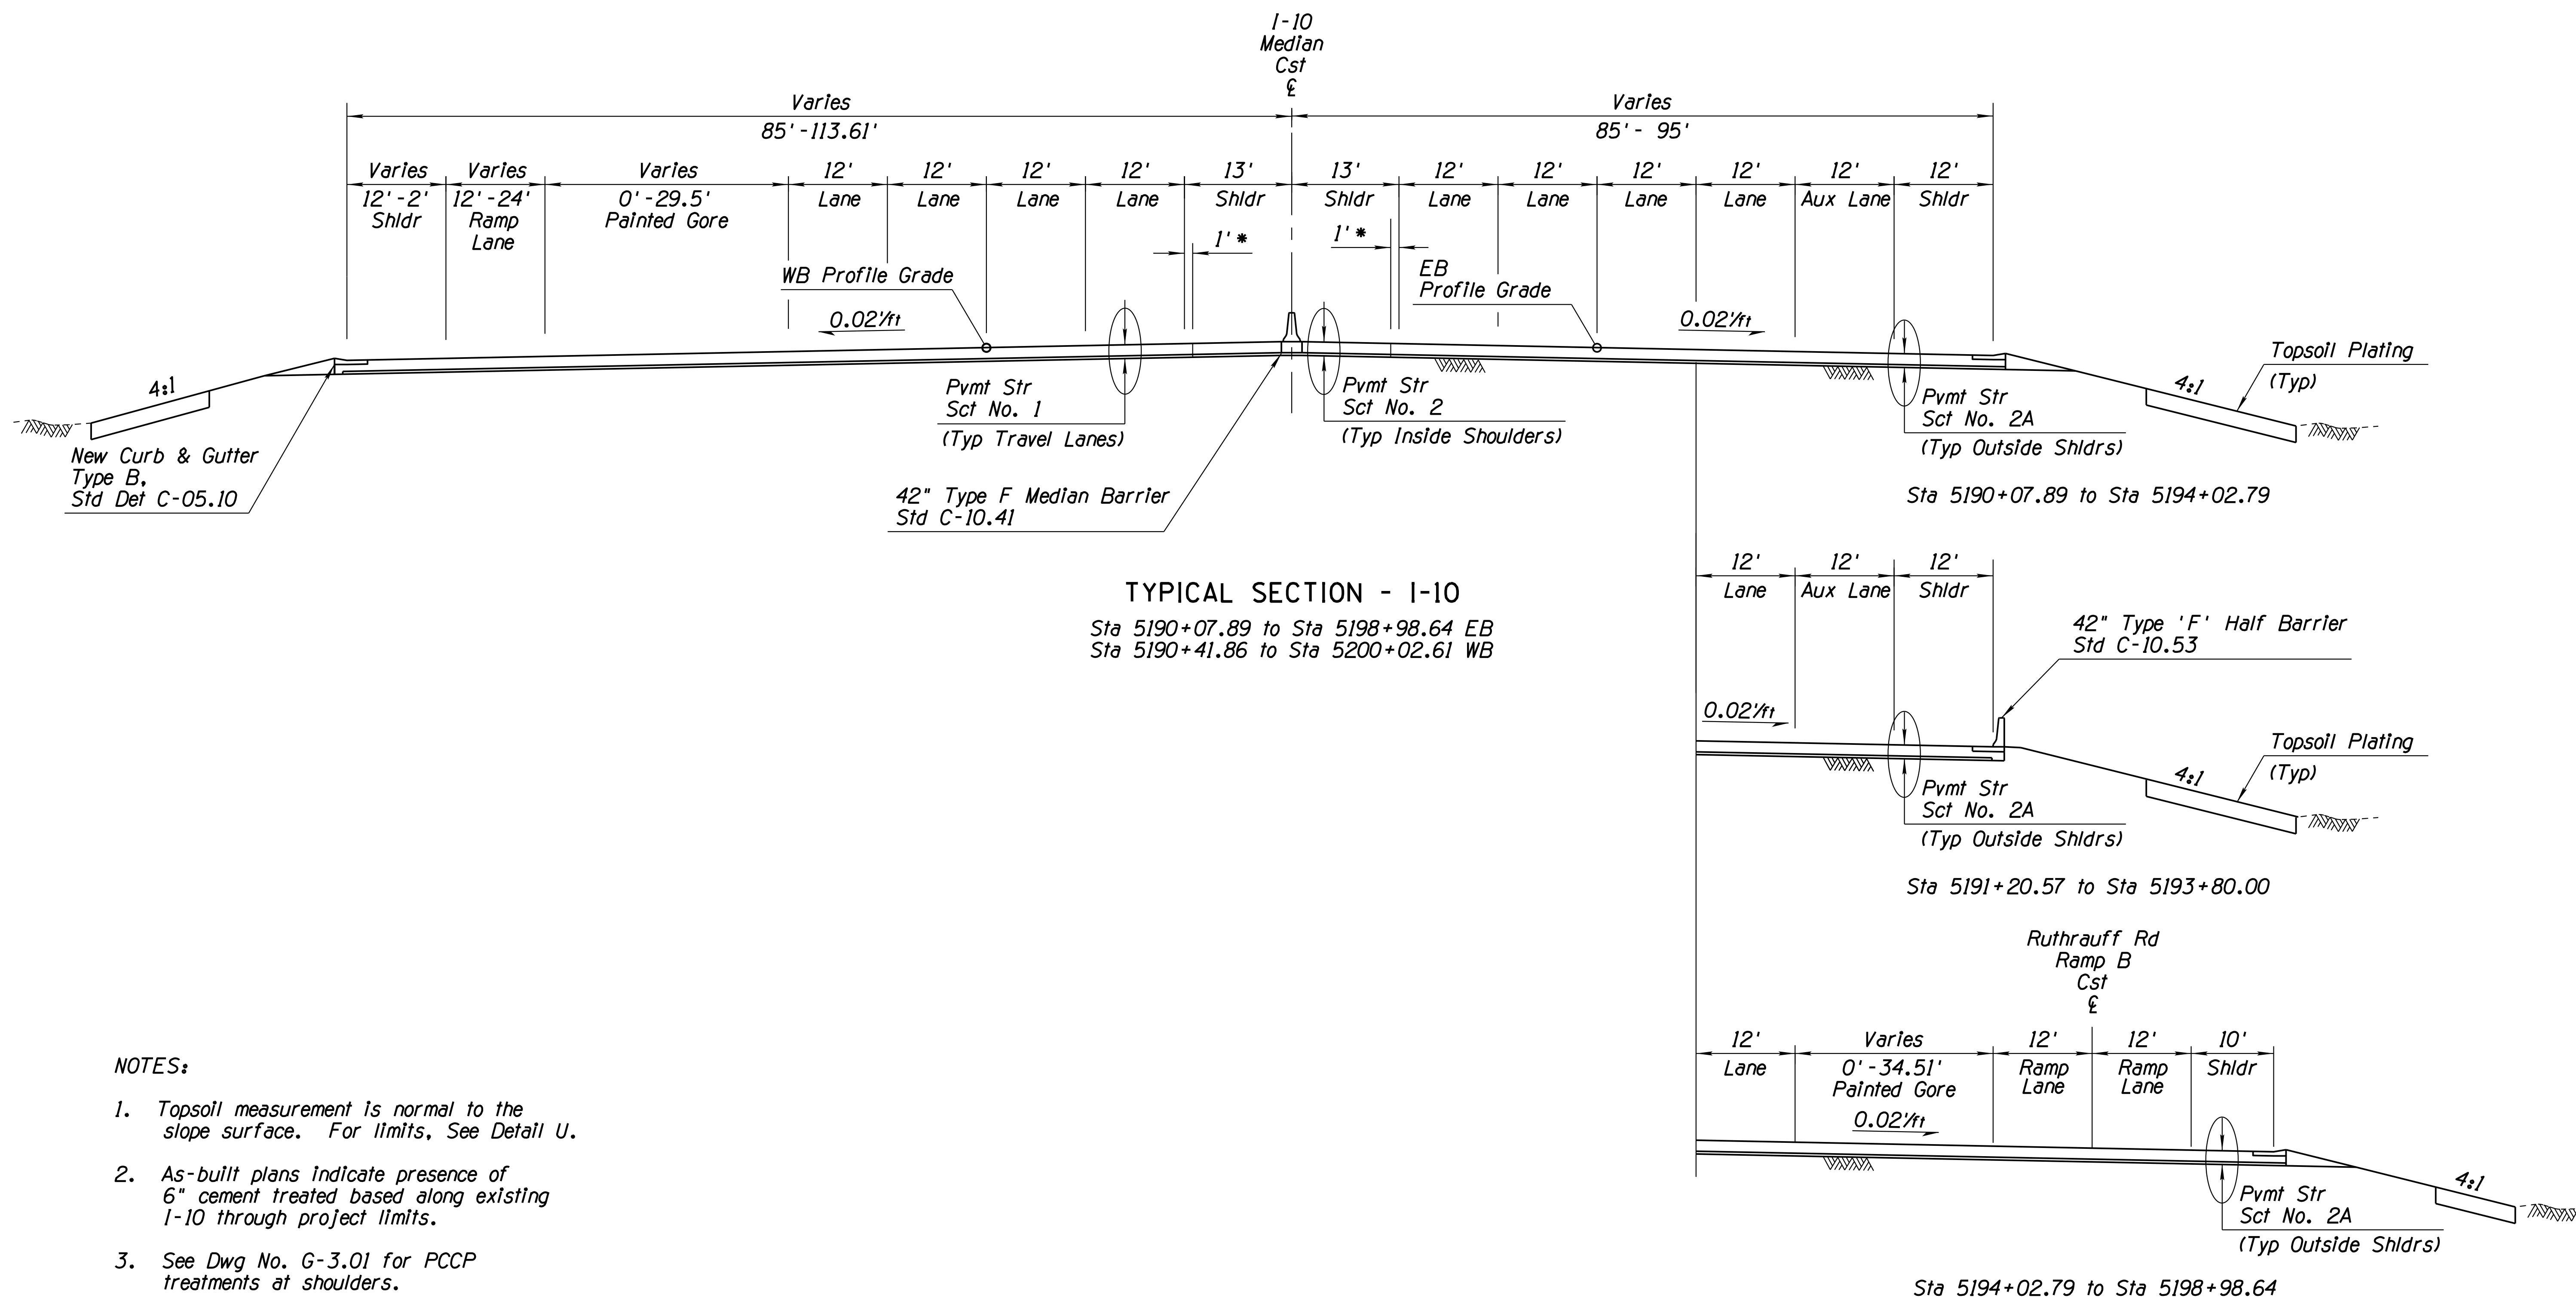 I-10
Median
Cst
℄
Varies
85'-113.61'
Varies
85'- 95'
Varies
12'-2'
Shldr
Varies
12'-24'
Ramp
Lane
Varies
0'-29.5'
Painted Gore
12'
Lane
12'
Lane
12'
Lane
12'
Lane
13'
Shldr
13'
Shldr
12'
Lane
12'
Lane
12'
Lane
12'
Lane
12'
Aux Lane
12'
Shldr
1'*
1'*
WB Profile Grade
EB
Profile Grade
0.02'/ft
0.02'/ft
4:1
4:1
Topsoil Plating
(Typ)
Pvmt Str
Sct No. 1
(Typ Travel Lanes)
Pvmt Str
Sct No. 2
(Typ Inside Shoulders)
Pvmt Str
Sct No. 2A
(Typ Outside Shldrs)
New Curb & Gutter
Type B,
Std Det C-05.10
42" Type F Median Barrier
Std C-10.41
Sta 5190+07.89 to Sta 5194+02.79
TYPICAL SECTION - I-10
Sta 5190+07.89 to Sta 5198+98.64 EB
Sta 5190+41.86 to Sta 5200+02.61 WB
12'
Lane
12'
Aux Lane
12'
Shldr
42" Type 'F' Half Barrier
Std C-10.53
0.02'/ft
Topsoil Plating
(Typ)
4:1
Pvmt Str
Sct No. 2A
(Typ Outside Shldrs)
Sta 5191+20.57 to Sta 5193+80.00
Ruthrauff Rd
Ramp B
Cst
℄
12'
Lane
Varies
0'-34.51'
Painted Gore
12'
Ramp
Lane
12'
Ramp
Lane
10'
Shldr
0.02'/ft
4:1
Pvmt Str
Sct No. 2A
(Typ Outside Shldrs)
Sta 5194+02.79 to Sta 5198+98.64
NOTES:
1. Topsoil measurement is normal to the
slope surface. For limits, See Detail U.
2. As-built plans indicate presence of
6" cement treated based along existing
I-10 through project limits.
3. See Dwg No. G-3.01 for PCCP
treatments at shoulders.